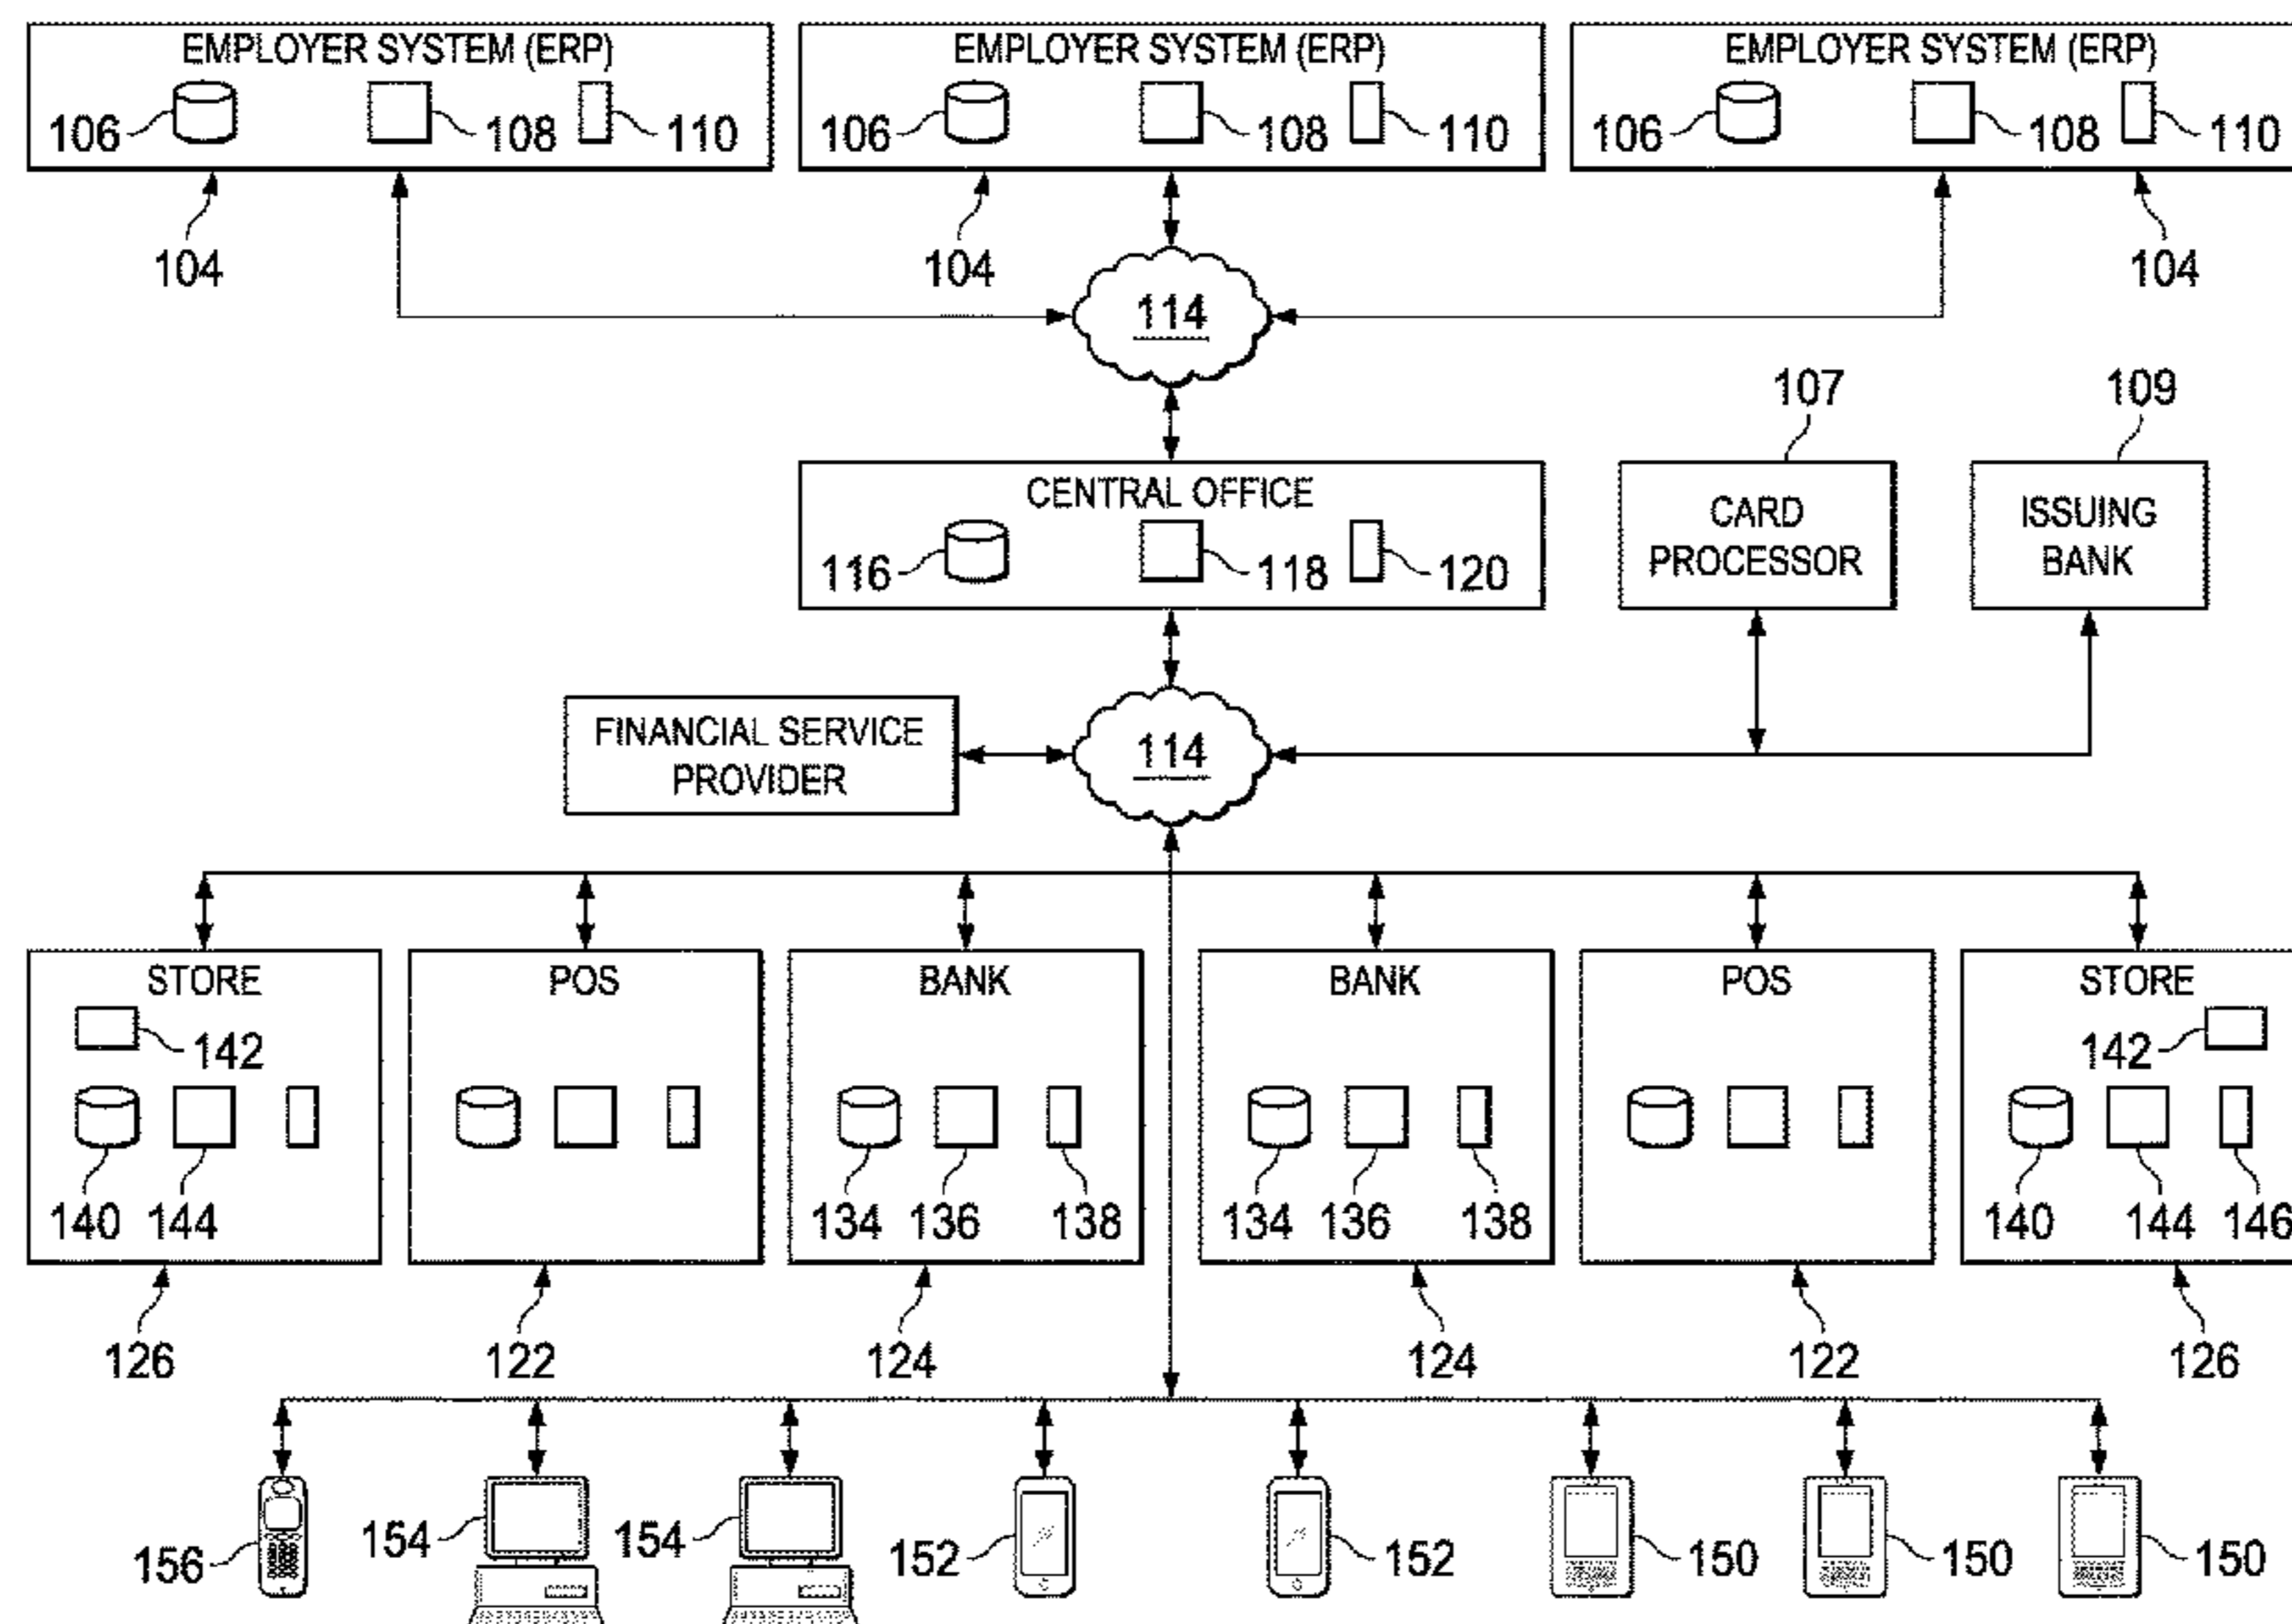 EMPLOYER SYSTEM (ERP) EMPLOYER SYSTEM (ERP) EMPLOYER SYSTEM (ERP)
106 108 110 106 108 110 106 108 110
104 104 104
114
107 109
CENTRAL OFFICE
116 118 120
CARD
PROCESSOR
ISSUING
BANK
FINANCIAL SERVICE
PROVIDER
114
STORE POS BANK BANK POS STORE
142 142
140 144 134 136 138 134 136 138 140 144 146
126 122 124 124 122 126
156 154 154 152 152 150 150 150